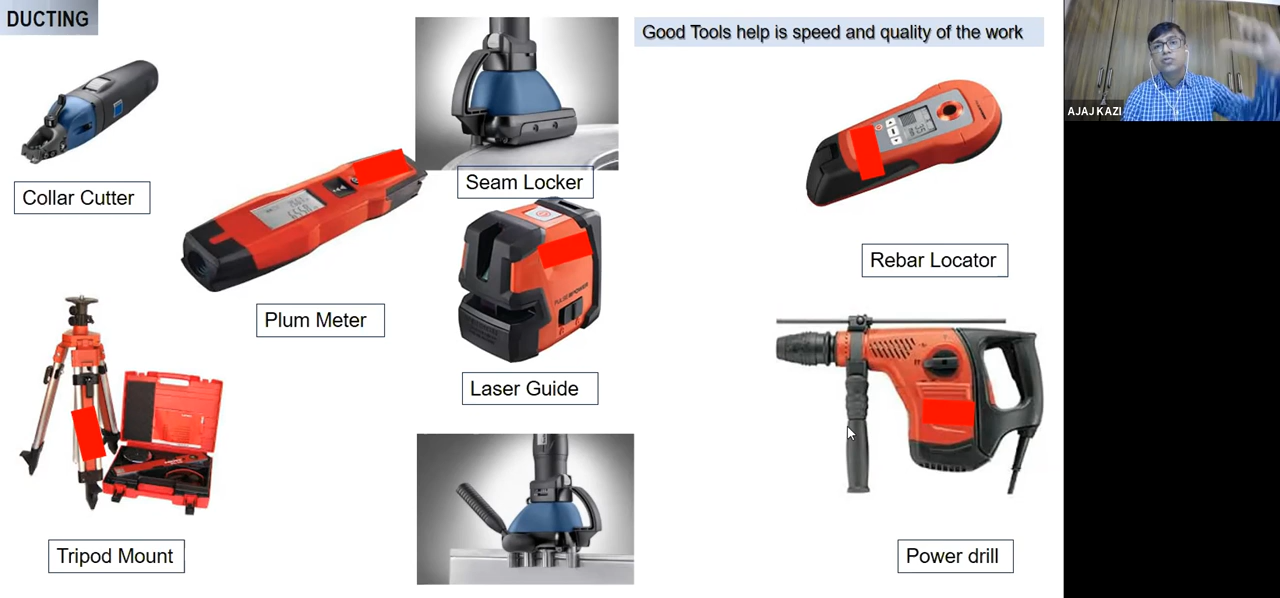 DUCTING
Good Tools help is speed and quality of the work
AJAJ KAZI
Collar Cutter
Seam Locker
Plum Meter
Rebar Locator
Laser Guide
Tripod Mount
Power drill